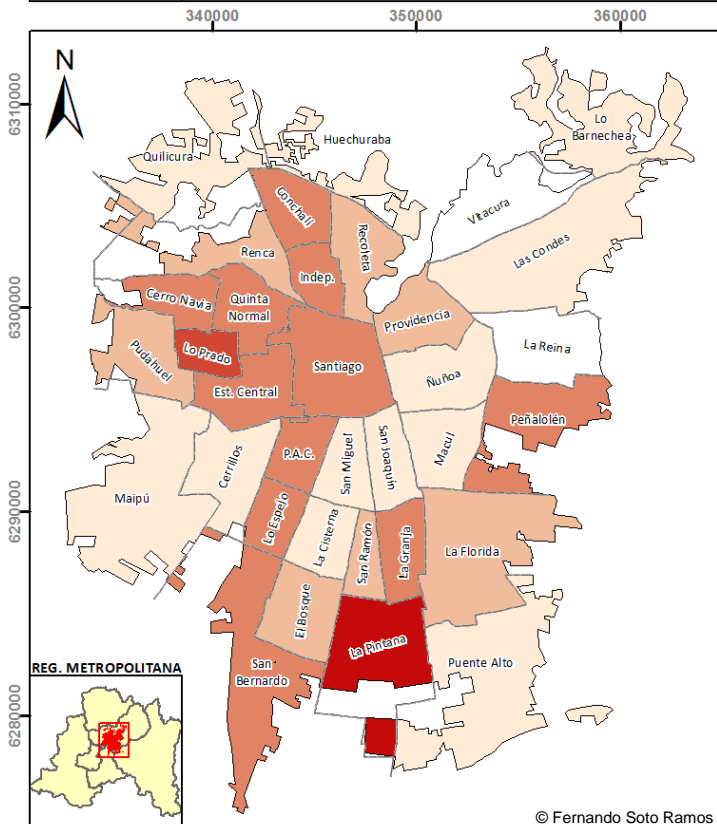 340000
350000
360000
6310000
N
Lo
Barnechea
Huechuraba
Quilicura
Conchalí
Vitacura
Recoleta
Las Condes
Renca
Indep.
Cerro Navia
Quinta
Normal
6300000
Providencia
Lo Prado
La Reina
Pudahuel
Santiago
Ñuñoa
Est. Central
Peñalolén
P.A.C.
San Miguel
San Joaquín
Macul
Cerrillos
Maipú
6290000
Lo Espejo
La Cisterna
San Ramón
La Granja
La Florida
El Bosque
La Pintana
San
Bernardo
Puente Alto
REG. METROPOLITANA
6280000
© Fernando Soto Ramos